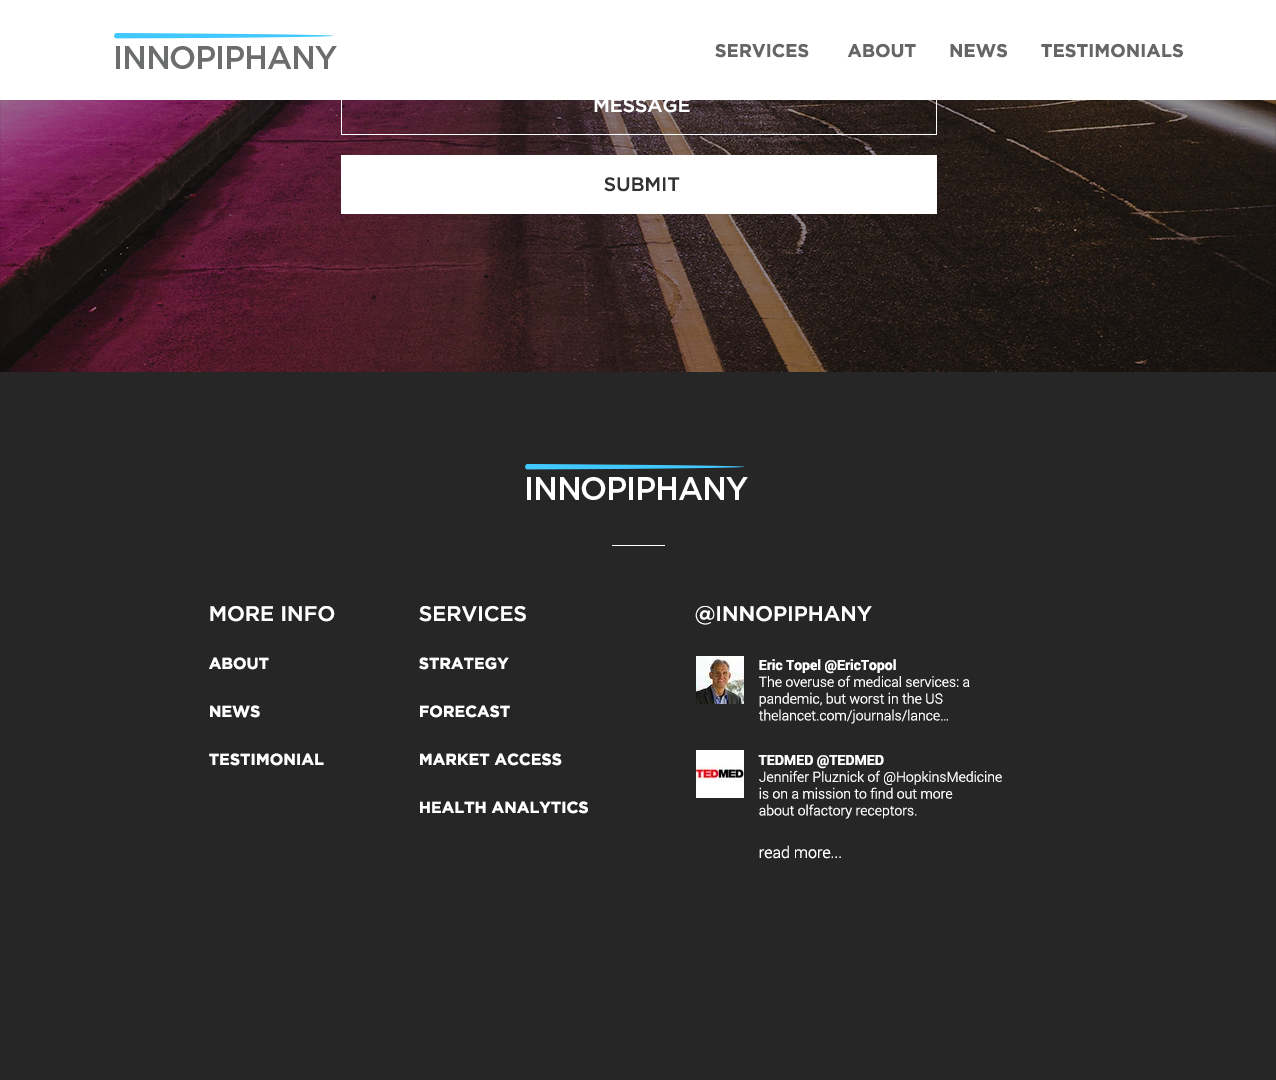 INNOPIPHANY
SERVICES ABOUT NEWS TESTIMONIALS
MESSAGE
SUBMIT
INNOPIPHANY
MORE INFO
ABOUT
NEWS
TESTIMONIAL
SERVICES
STRATEGY
FORECAST
MARKET ACCESS
HEALTH ANALYTICS
@INNOPIPHANY
Eric Topel @EricTopol
The overuse of medical services: a
pandemic, but worst in the US
thelancet.com/journals/lance...
TEDMED
TEDMED @TEDMED
Jennifer Pluznick of @HopkinsMedicine
is on a mission to find out more
about olfactory receptors.
read more...